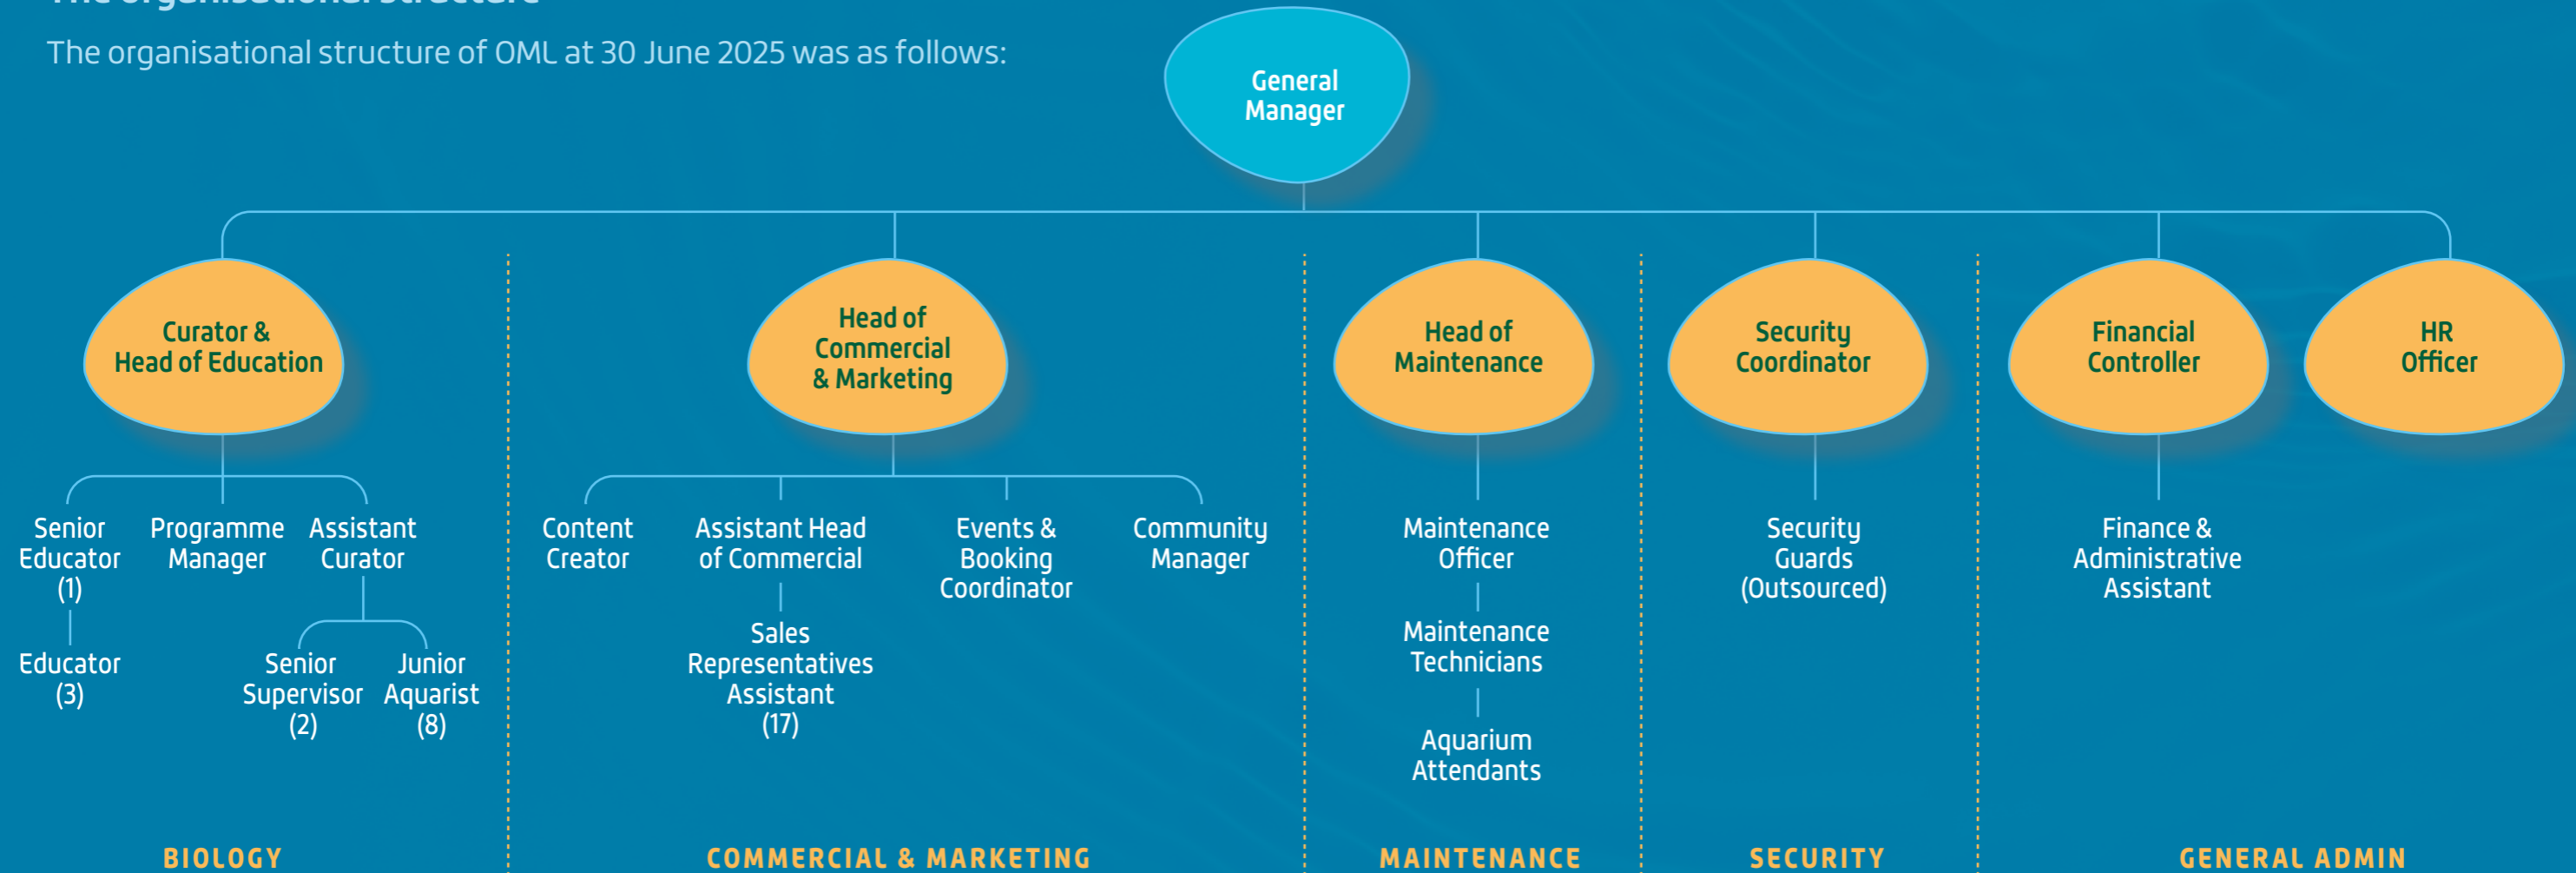 The organisational structure
The organisational structure of OML at 30 June 2025 was as follows:
General
Manager
Curator &
Head of Education
Head of
Commercial
& Marketing
Head of
Maintenance
Security
Coordinator
Financial
Controller
HR
Officer
Senior
Educator
(1)
Programme
Manager
Assistant
Curator
Educator
(3)
Senior
Supervisor
(2)
Junior
Aquarist
(8)
Content
Creator
Assistant Head
of Commercial
Sales
Representatives
Assistant
(17)
Events &
Booking
Coordinator
Community
Manager
Maintenance
Officer
Maintenance
Technicians
Aquarium
Attendants
Security
Guards
(Outsourced)
Finance &
Administrative
Assistant
BIOLOGY
COMMERCIAL & MARKETING
MAINTENANCE
SECURITY
GENERAL ADMIN